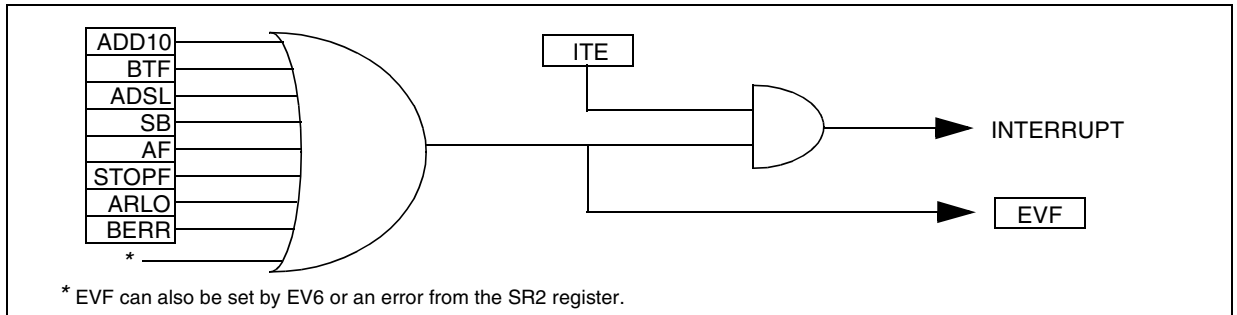 ADD10
BTF
ADSL
SB
AF
STOPF
ARLO
BERR
*
ITE
INTERRUPT
EVF
* EVF can also be set by EV6 or an error from the SR2 register.